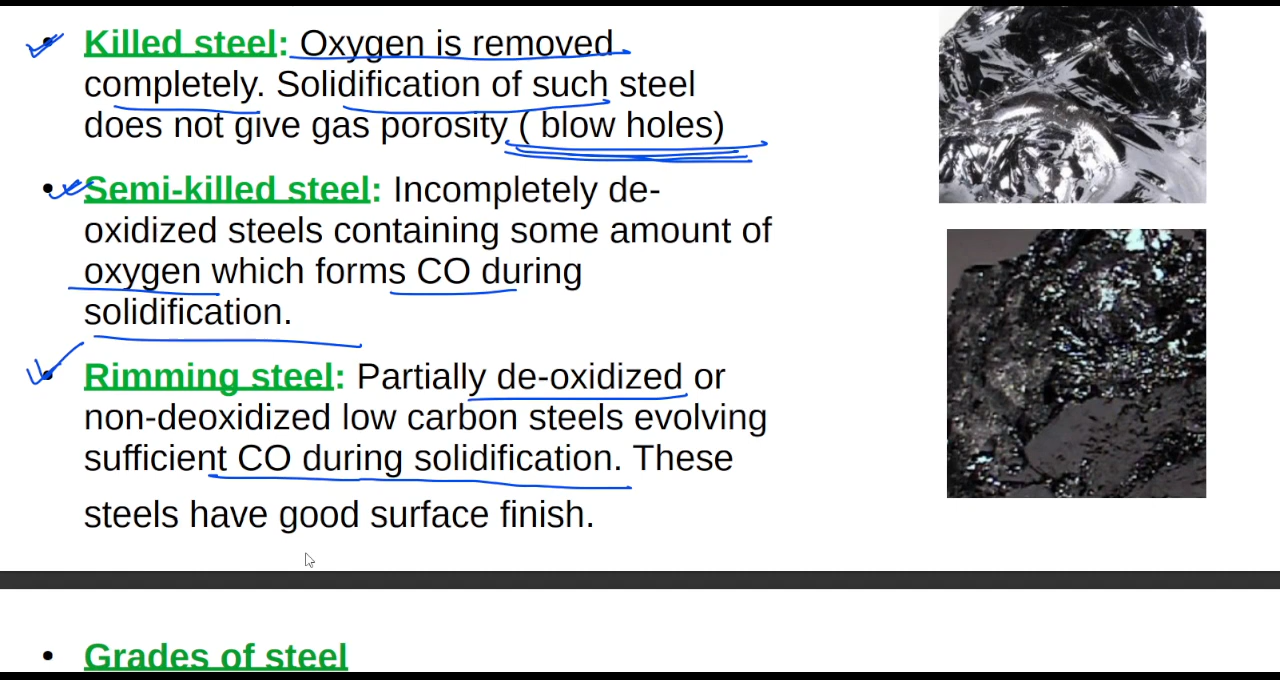 • Killed steel: Oxygen is removed
completely. Solidification of such steel
does not give gas porosity ( blow holes)
• Semi-killed steel: Incompletely de-
oxidized steels containing some amount of
oxygen which forms CO during
solidification.
• Rimming steel: Partially de-oxidized or
non-deoxidized low carbon steels evolving
sufficient CO during solidification. These
steels have good surface finish.
• Grades of steel